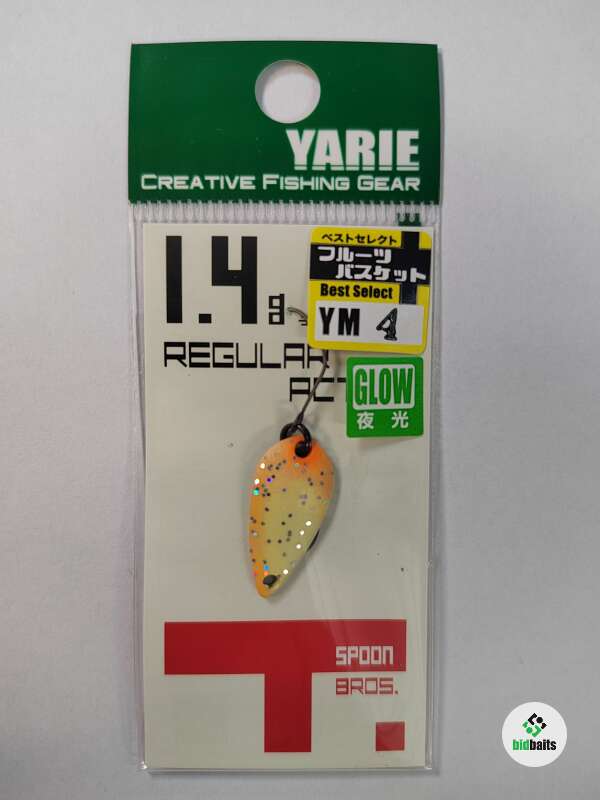 YARIE
CREATIVE FISHING GEAR
1.4g
REGULAR
ACT
ベストセレクト
フルーツ
バスケット
Best Select
YM 4
GLOW
夜光
T.
SPOON
BROS.
bidbaits